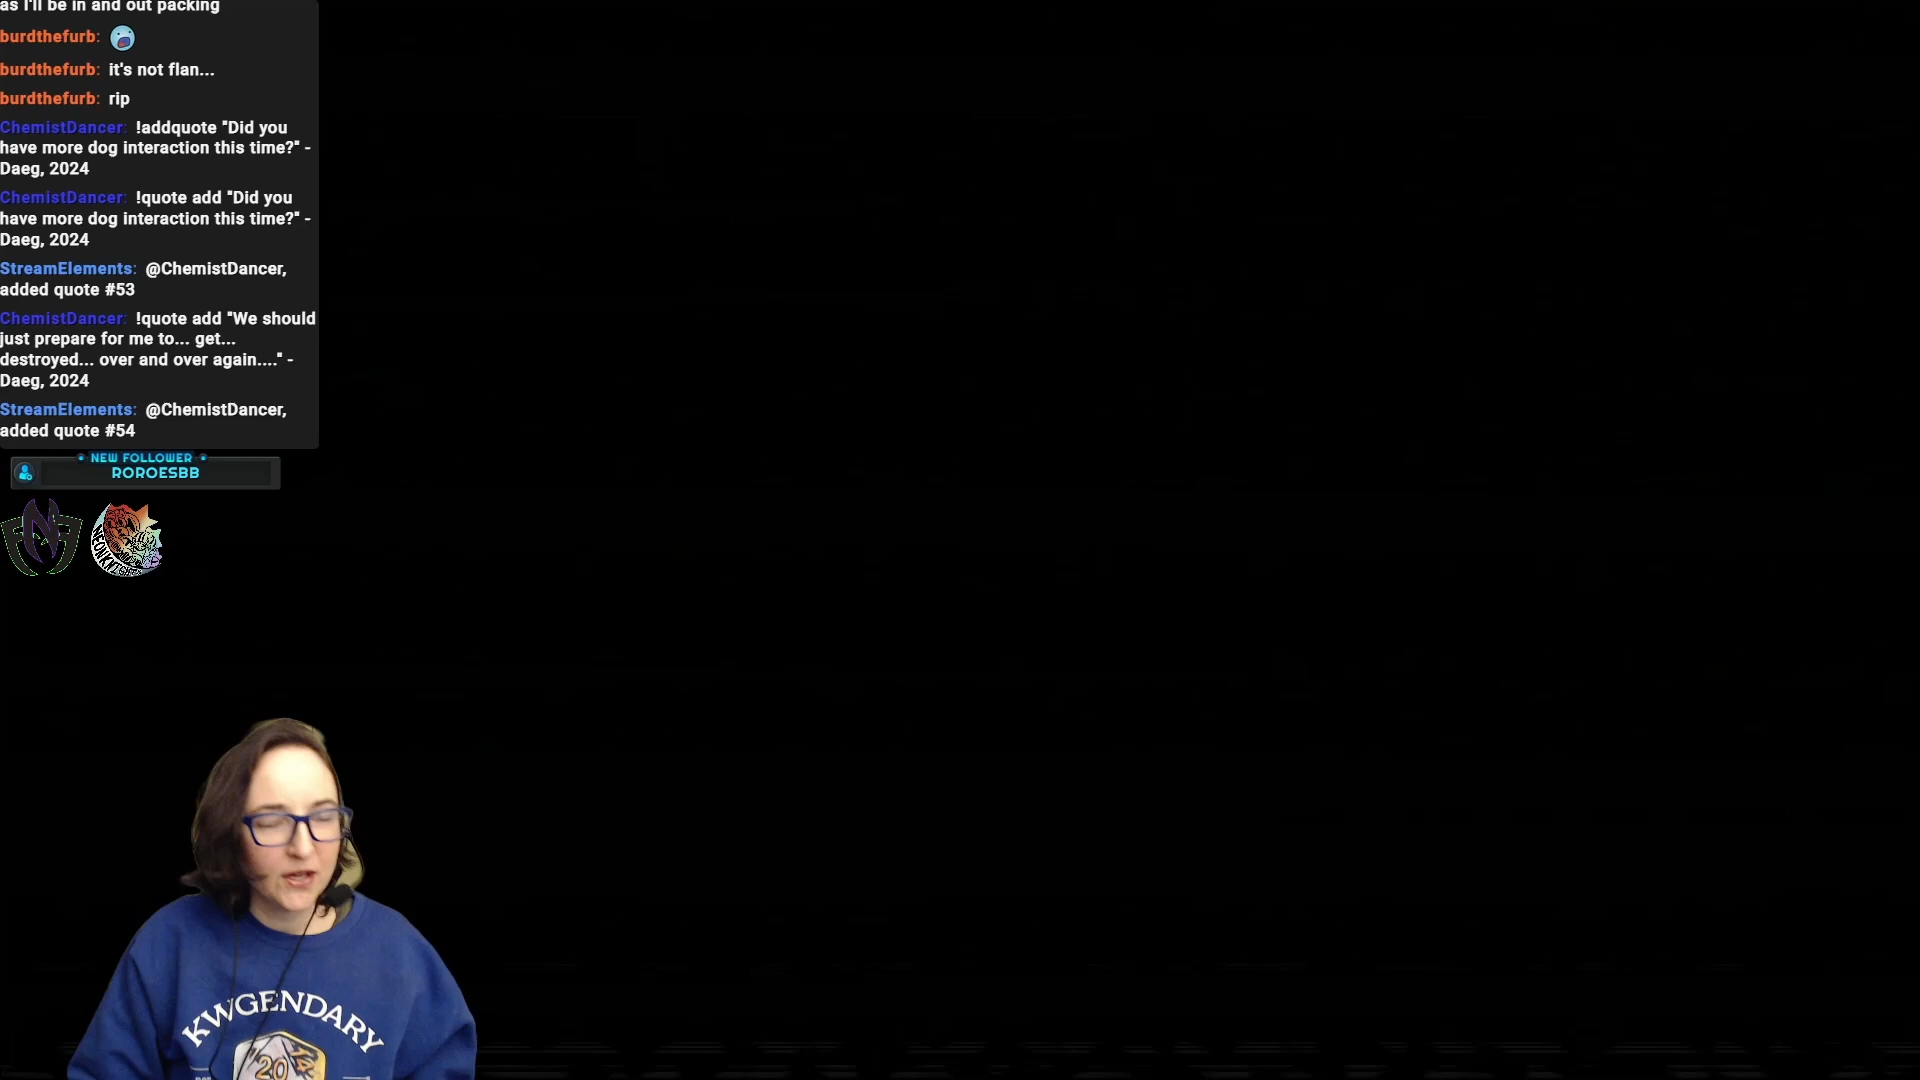 as I'll be in and out packing
burdthefurb:
burdthefurb: it's not flan...
burdthefurb: rip
ChemistDancer: !addquote "Did you
have more dog interaction this time?" -
Daeg, 2024
ChemistDancer: !quote add "Did you
have more dog interaction this time?" -
Daeg, 2024
StreamElements: @ChemistDancer,
added quote #53
ChemistDancer: !quote add "We should
just prepare for me to... get...
destroyed... over and over again...." -
Daeg, 2024
StreamElements: @ChemistDancer,
added quote #54
NEW FOLLOWER
ROROESBB
KWGENDARY
20